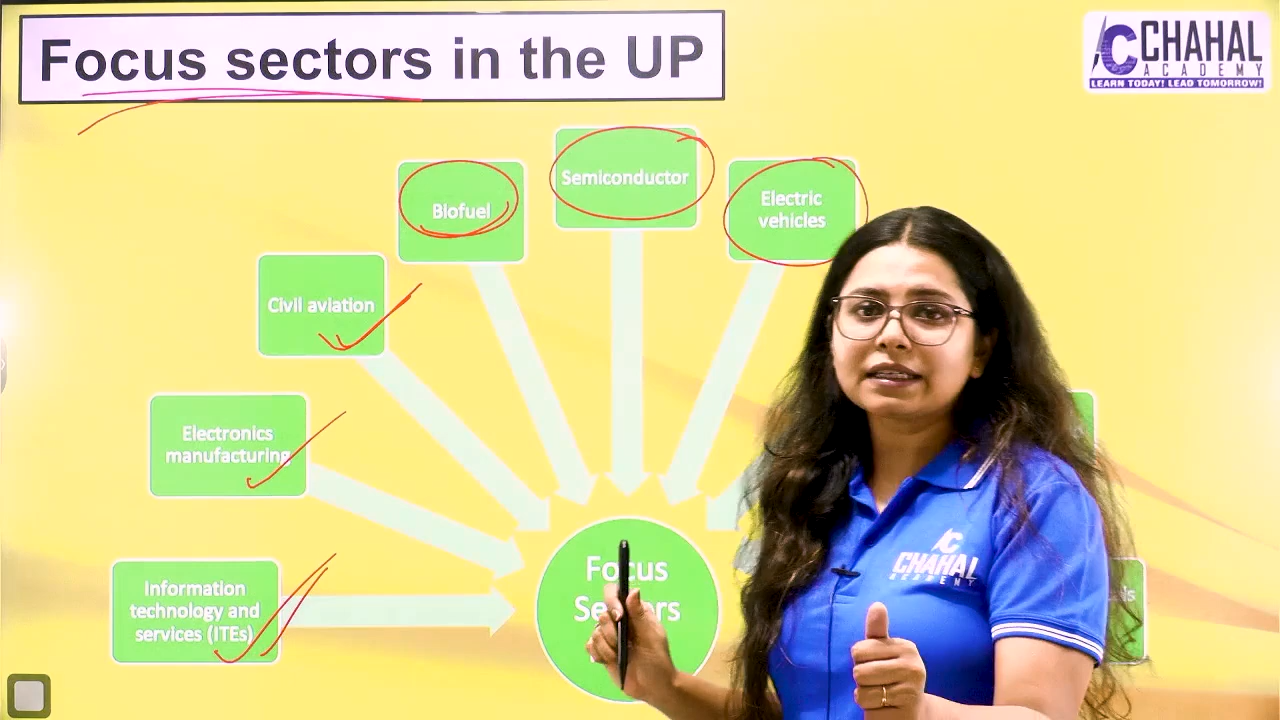 Focus sectors in the UP
CHAHAL
ACADEMY
LEARN TODAY! LEAD TOMORROW!
Semiconductor
Biofuel
Electric
vehicles
Civil aviation
Electronics
manufacturing
Information
technology and
services (ITEs)
Focus
Sectors
CHAHAL
ACADEMY